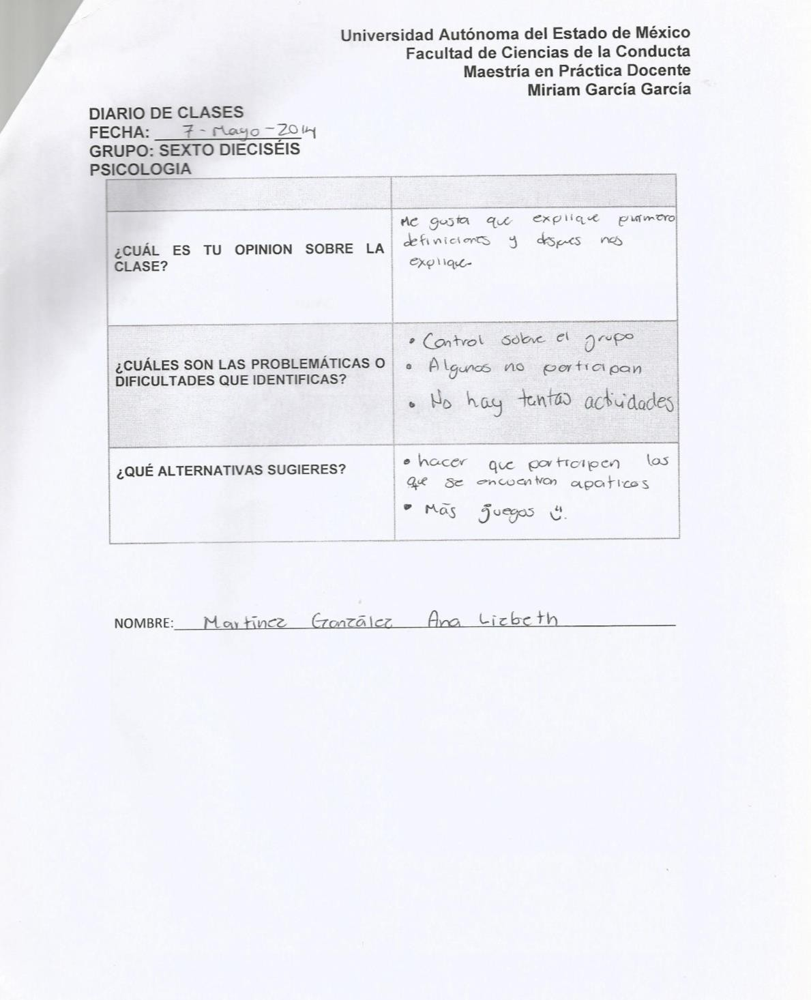 Universidad Autónoma del Estado de México
Facultad de Ciencias de la Conducta
Maestría en Práctica Docente
Miriam García García
DIARIO DE CLASES
FECHA: 7-Mayo-2014
GRUPO: SEXTO DIECISÉIS
PSICOLOGIA
¿CUÁL ES TU OPINION SOBRE LA
CLASE?
Me gusta que explique primero
definiciones y despues nos
explique
¿CUÁLES SON LAS PROBLEMÁTICAS O
DIFICULTADES QUE IDENTIFICAS?
• Control sobre el grupo
• Algunos no participan
• No hay tantas actividades
¿QUÉ ALTERNATIVAS SUGIERES?
• hacer que participen los
que se encuentran apaticos
• Más juegos
NOMBRE: Martínez González Ana Lizbeth